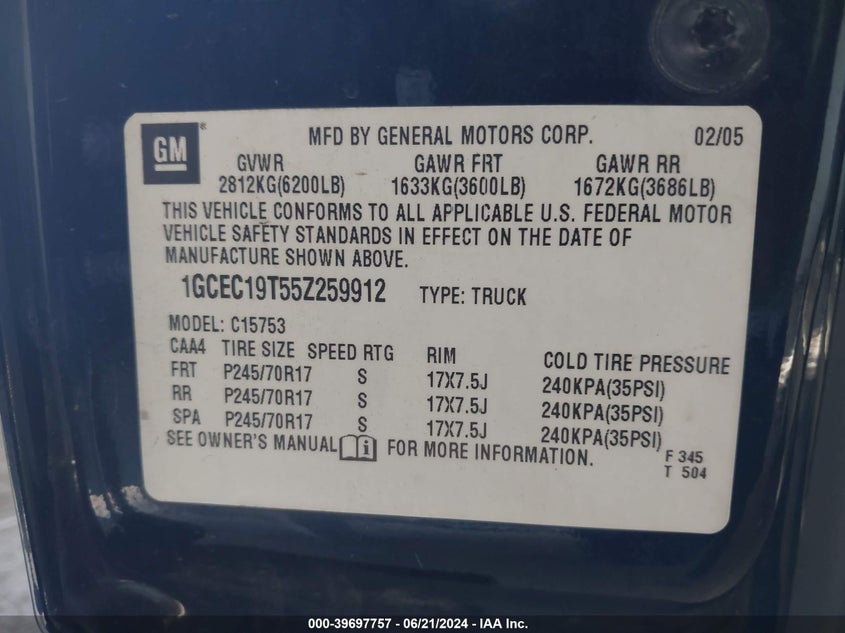 GM® MFD BY GENERAL MOTORS CORP. 02/05
GVWR GAWR FRT GAWR RR
2812KG(6200LB) 1633KG(3600LB) 1672KG(3686LB)
THIS VEHICLE CONFORMS TO ALL APPLICABLE U.S. FEDERAL MOTOR
VEHICLE SAFETY STANDARDS IN EFFECT ON THE DATE OF
MANUFACTURE SHOWN ABOVE.
1GCEC19T55Z259912 TYPE: TRUCK
MODEL: C15753
CAA4 TIRE SIZE SPEED RTG RIM COLD TIRE PRESSURE
FRT P245/70R17 S 17X7.5J 240KPA(35PSI)
RR P245/70R17 S 17X7.5J 240KPA(35PSI)
SPA P245/70R17 S 17X7.5J 240KPA(35PSI)
SEE OWNER'S MANUAL i FOR MORE INFORMATION. F 345
T 504
000-39697757 - 06/21/2024 - IAA Inc.